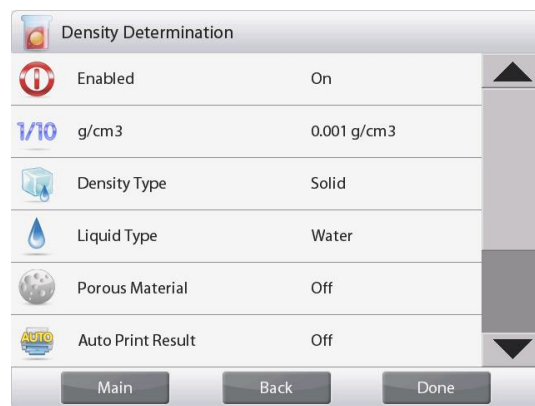 Density Determination
Enabled On
1/10 g/cm3 0.001 g/cm3
Density Type Solid
Liquid Type Water
Porous Material Off
AUTO Auto Print Result Off
Main Back Done